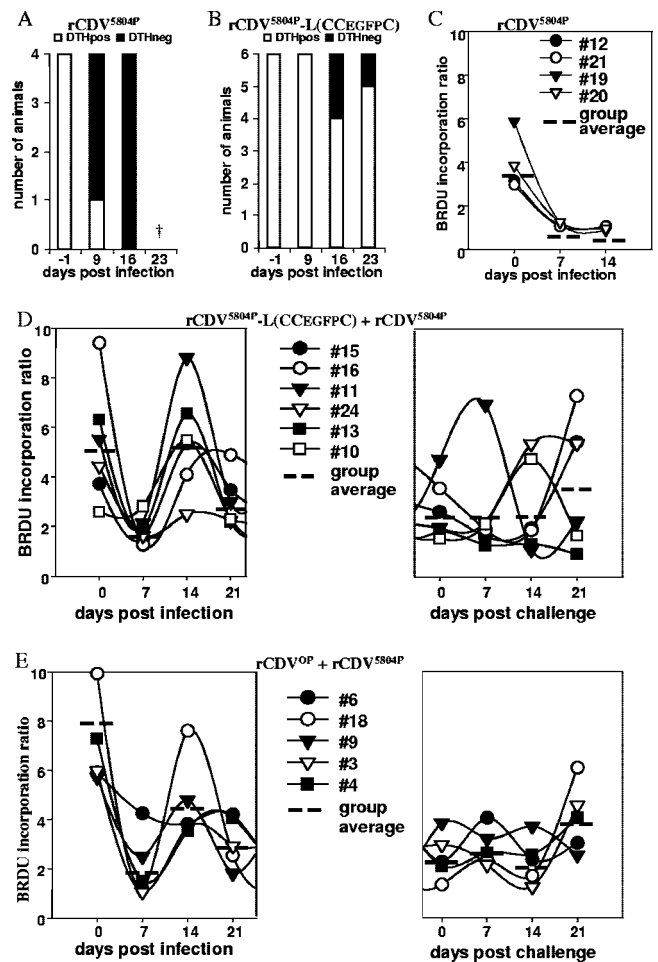 A
rCDV5804P
DTHpos DTHneg
number of animals
4
3
2
1
0
†
-1 9 16 23
days post infection
B
rCDV5804P-L(CCEGFPC)
DTHpos DTHneg
number of animals
6
5
4
3
2
1
0
-1 9 16 23
days post infection
C
rCDV5804P
BRDU incorporation ratio
10
8
6
4
2
0
#12
#21
#19
#20
group
average
0 7 14
days post infection
D
rCDV5804P-L(CCEGFPC) + rCDV5804P
BRDU incorporation ratio
10
8
6
4
2
0
0 7 14 21
days post infection
#15
#16
#11
#24
#13
#10
group
average
0 7 14 21
days post challenge
E
rCDVOP + rCDV5804P
BRDU Incorporation ratio
10
8
6
4
2
0
0 7 14 21
days post infection
#6
#18
#9
#3
#4
group
average
0 7 14 21
days post challenge